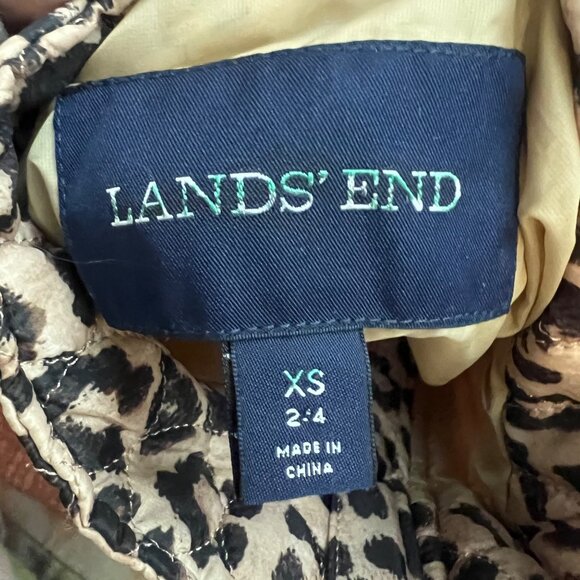 LANDS' END
XS
2-4
MADE IN
CHINA